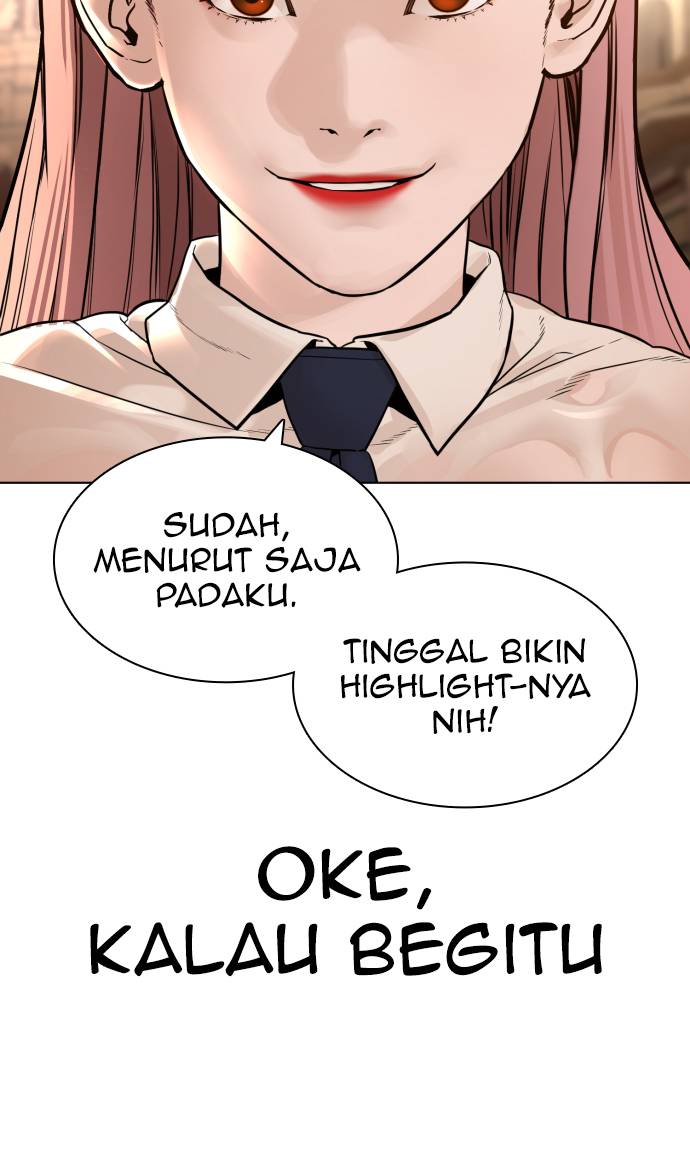 SUDAH,
MENURUT SAJA
PADAKU.
TINGGAL BIKIN
HIGHLIGHT-NYA
NIH!
OKE,
KALAU BEGITU